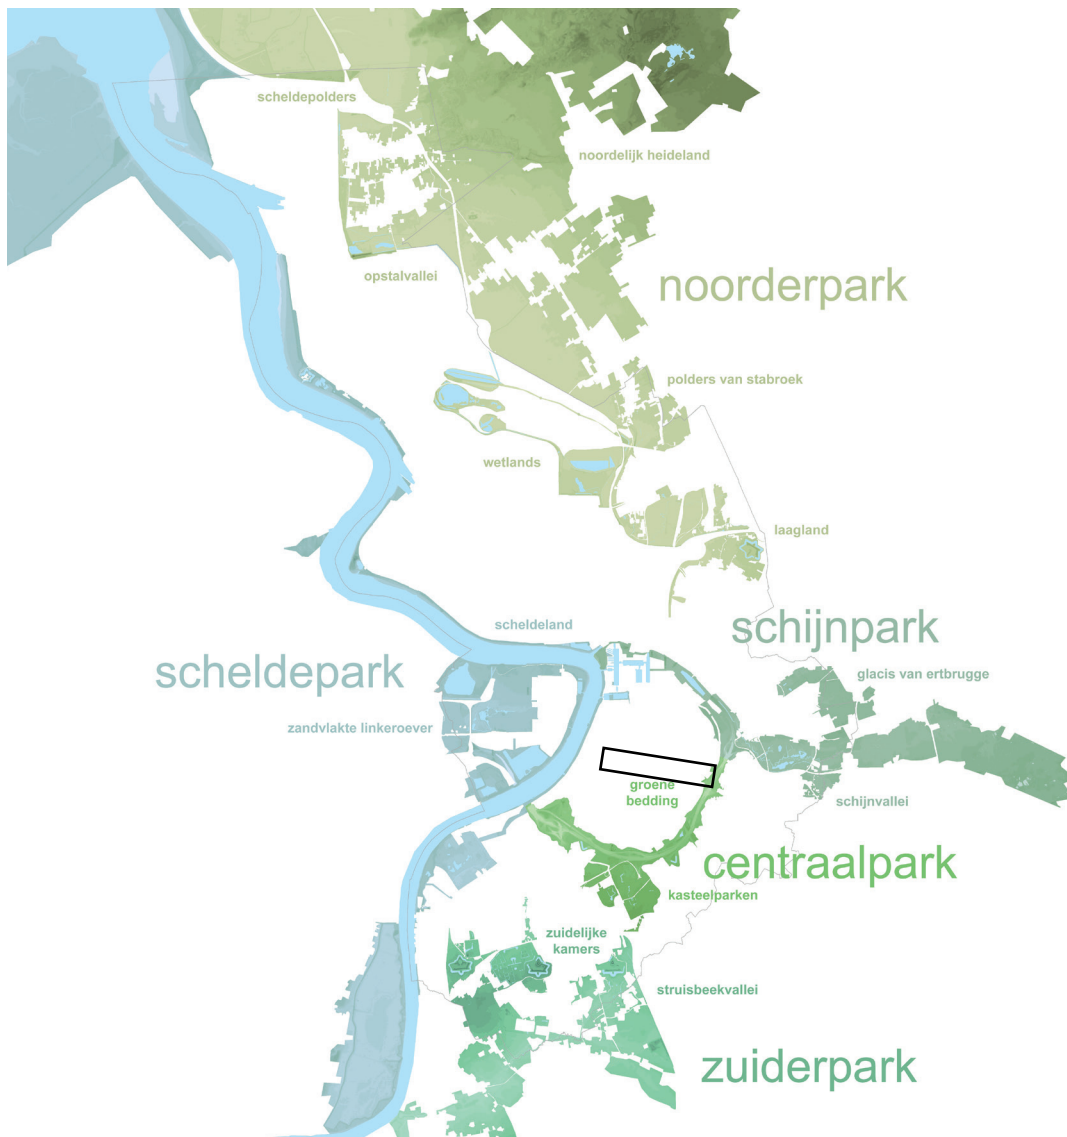 scheldepolders
noordelijk heideland
opstalvallei
noorderpark
polders van stabroek
wetlands
laagland
scheldeland
schijnpark
scheldepark
glacis van ertbrugge
zandvlakte linkeroever
groene
bedding
schijnvallei
centraalpark
kasteelparken
zuidelijke
kamers
struisbeekvallei
zuiderpark